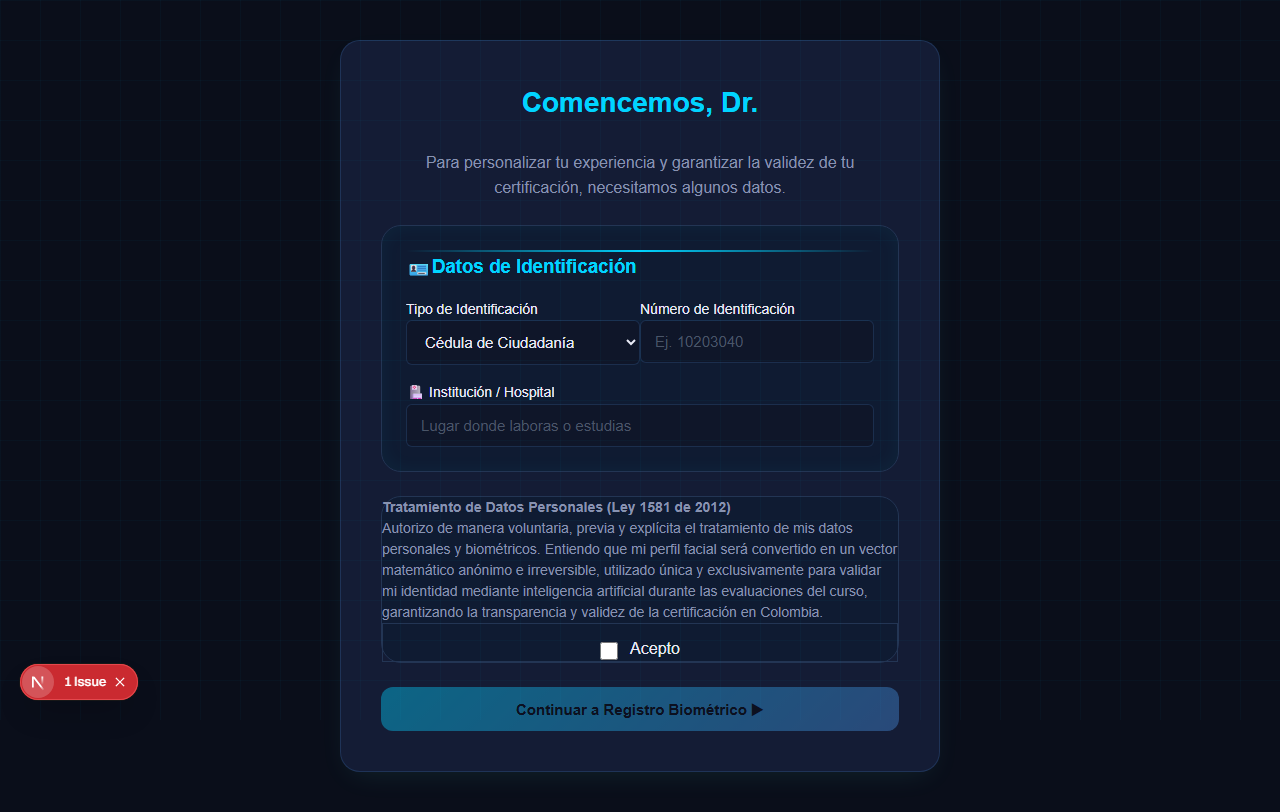 Comencemos, Dr.
Para personalizar tu experiencia y garantizar la validez de tu
certificación, necesitamos algunos datos.
Datos de Identificación
Tipo de Identificación
Número de Identificación
Cédula de Ciudadanía
Ej. 10203040
Institución / Hospital
Lugar donde laboras o estudias
Tratamiento de Datos Personales (Ley 1581 de 2012)
Autorizo de manera voluntaria, previa y explícita el tratamiento de mis datos
personales y biométricos. Entiendo que mi perfil facial será convertido en un vector
matemático anónimo e irreversible, utilizado única y exclusivamente para validar
mi identidad mediante inteligencia artificial durante las evaluaciones del curso,
garantizando la transparencia y validez de la certificación en Colombia.
Acepto
N 1 Issue ×
Continuar a Registro Biométrico ▶